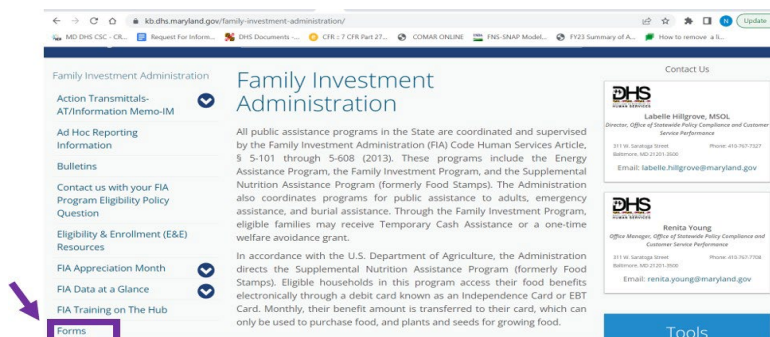 kb.dhs.maryland.gov/family-investment-administration/
N
Update
MD DHS CSC - CR...
Request For Inform...
DHS Documents -...
CFR :: 7 CFR Part 27...
COMAR ONLINE
FNS-SNAP Model...
FY23 Summary of A...
How to remove a li...
Family Investment Administration
Action Transmittals-
AT/Information Memo-IM
Ad Hoc Reporting
Information
Bulletins
Contact us with your FIA
Program Eligibility Policy
Question
Eligibility & Enrollment (E&E)
Resources
FIA Appreciation Month
FIA Data at a Glance
FIA Training on The Hub
Forms
Family Investment
Administration
All public assistance programs in the State are coordinated and supervised
by the Family Investment Administration (FIA) Code Human Services Article,
§ 5-101 through 5-608 (2013). These programs include the Energy
Assistance Program, the Family Investment Program, and the Supplemental
Nutrition Assistance Program (formerly Food Stamps). The Administration
also coordinates programs for public assistance to adults, emergency
assistance, and burial assistance. Through the Family Investment Program,
eligible families may receive Temporary Cash Assistance or a one-time
welfare avoidance grant.
In accordance with the U.S. Department of Agriculture, the Administration
directs the Supplemental Nutrition Assistance Program (formerly Food
Stamps). Eligible households in this program access their food benefits
electronically through a debit card known as an Independence Card or EBT
Card. Monthly, their benefit amount is transferred to their card, which can
only be used to purchase food, and plants and seeds for growing food.
Contact Us
DHS
Labelle Hillgrove, MSOL
Director, Office of Statewide Policy Compliance and Customer
Service Performance
311 W. Saratoga Street
Phone: 410-767-7327
Baltimore, MD 21201-3500
Email: labelle.hillgrove@maryland.gov
DHS
Renita Young
Office Manager, Office of Statewide Policy Compliance and
Customer Service Performance
311 W. Saratoga Street
Phone: 410-767-7708
Baltimore, MD 21201-3500
Email: renita.young@maryland.gov
Tools